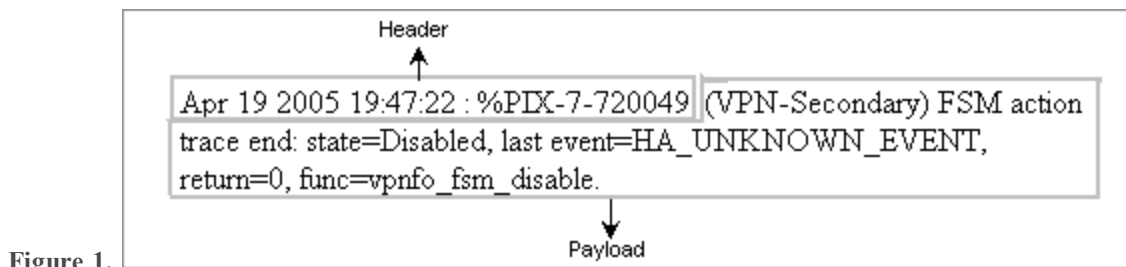 Header
Apr 19 2005 19:47:22 : %PIX-7-720049 (VPN-Secondary) FSM action
trace end: state=Disabled, last event=HA_UNKNOWN_EVENT,
return=0, func=vpnfo_fsm_disable.
Payload
Figure 1.